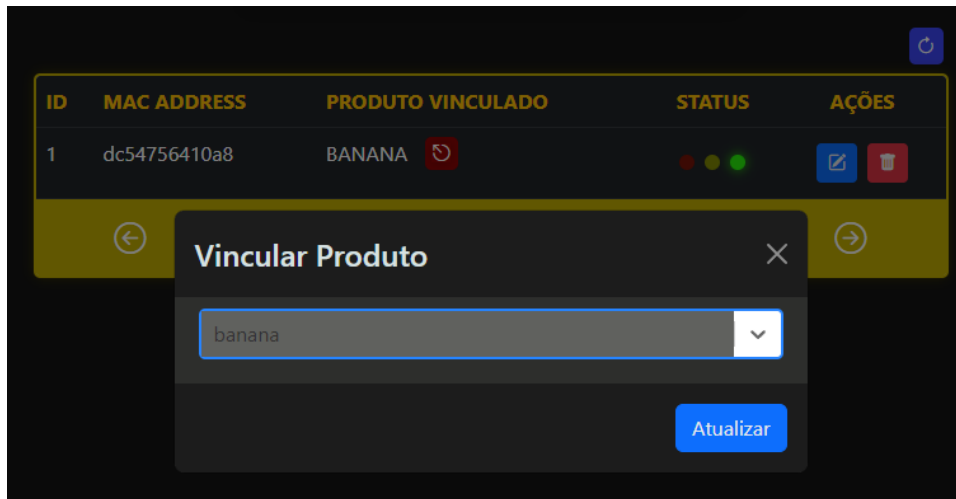 ID MAC ADDRESS PRODUTO VINCULADO STATUS AÇÕES
1 dc54756410a8 BANANA
Vincular Produto
banana
Atualizar